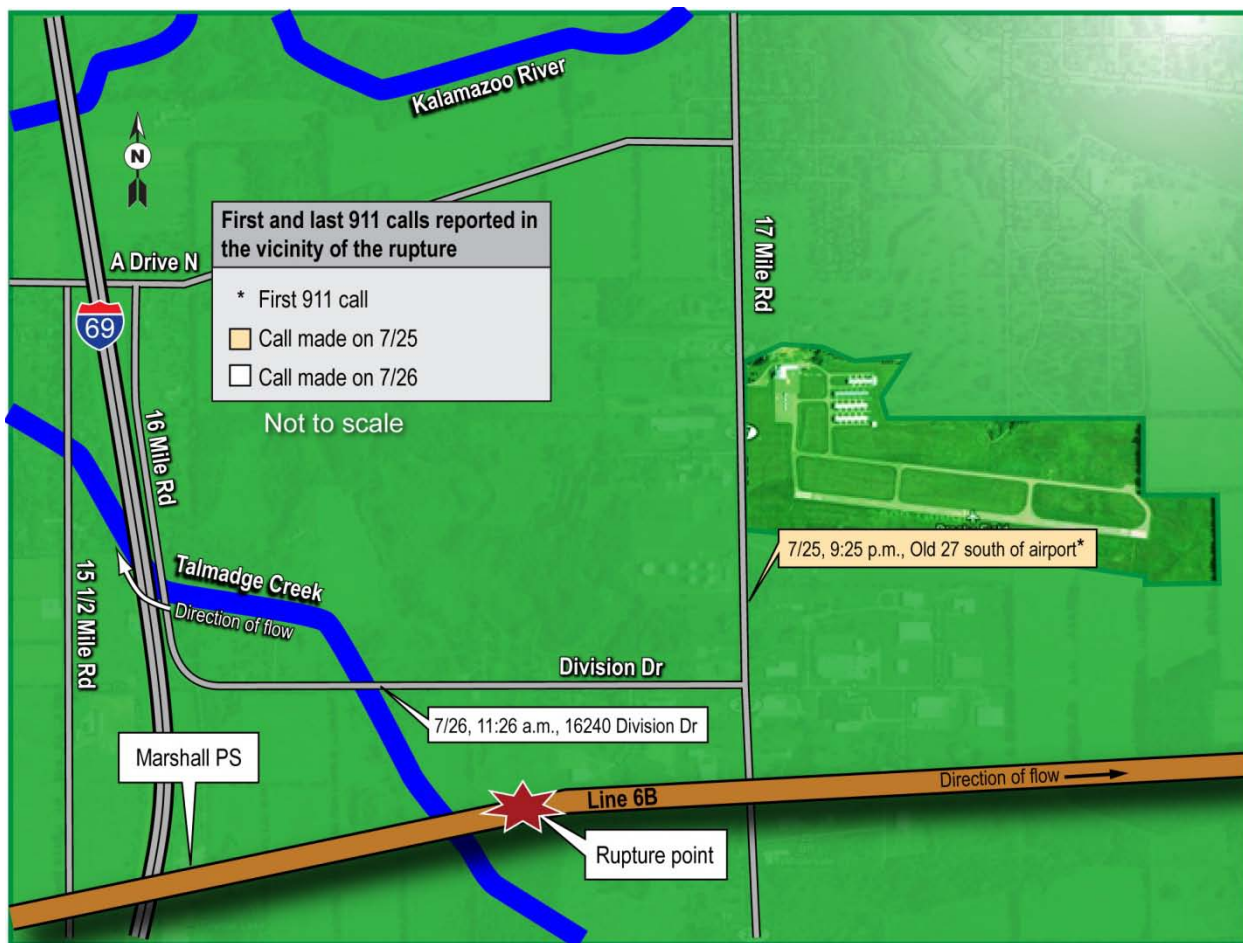 Kalamazoo River
N
First and last 911 calls reported in
the vicinity of the rupture
* First 911 call
Call made on 7/25
Call made on 7/26
Not to scale
A Drive N
69
17 Mile Rd
16 Mile Rd
15 1/2 Mile Rd
Talmadge Creek
Direction of flow
7/25, 9:25 p.m., Old 27 south of airport*
Division Dr
7/26, 11:26 a.m., 16240 Division Dr
Marshall PS
Direction of flow
Line 6B
Rupture point